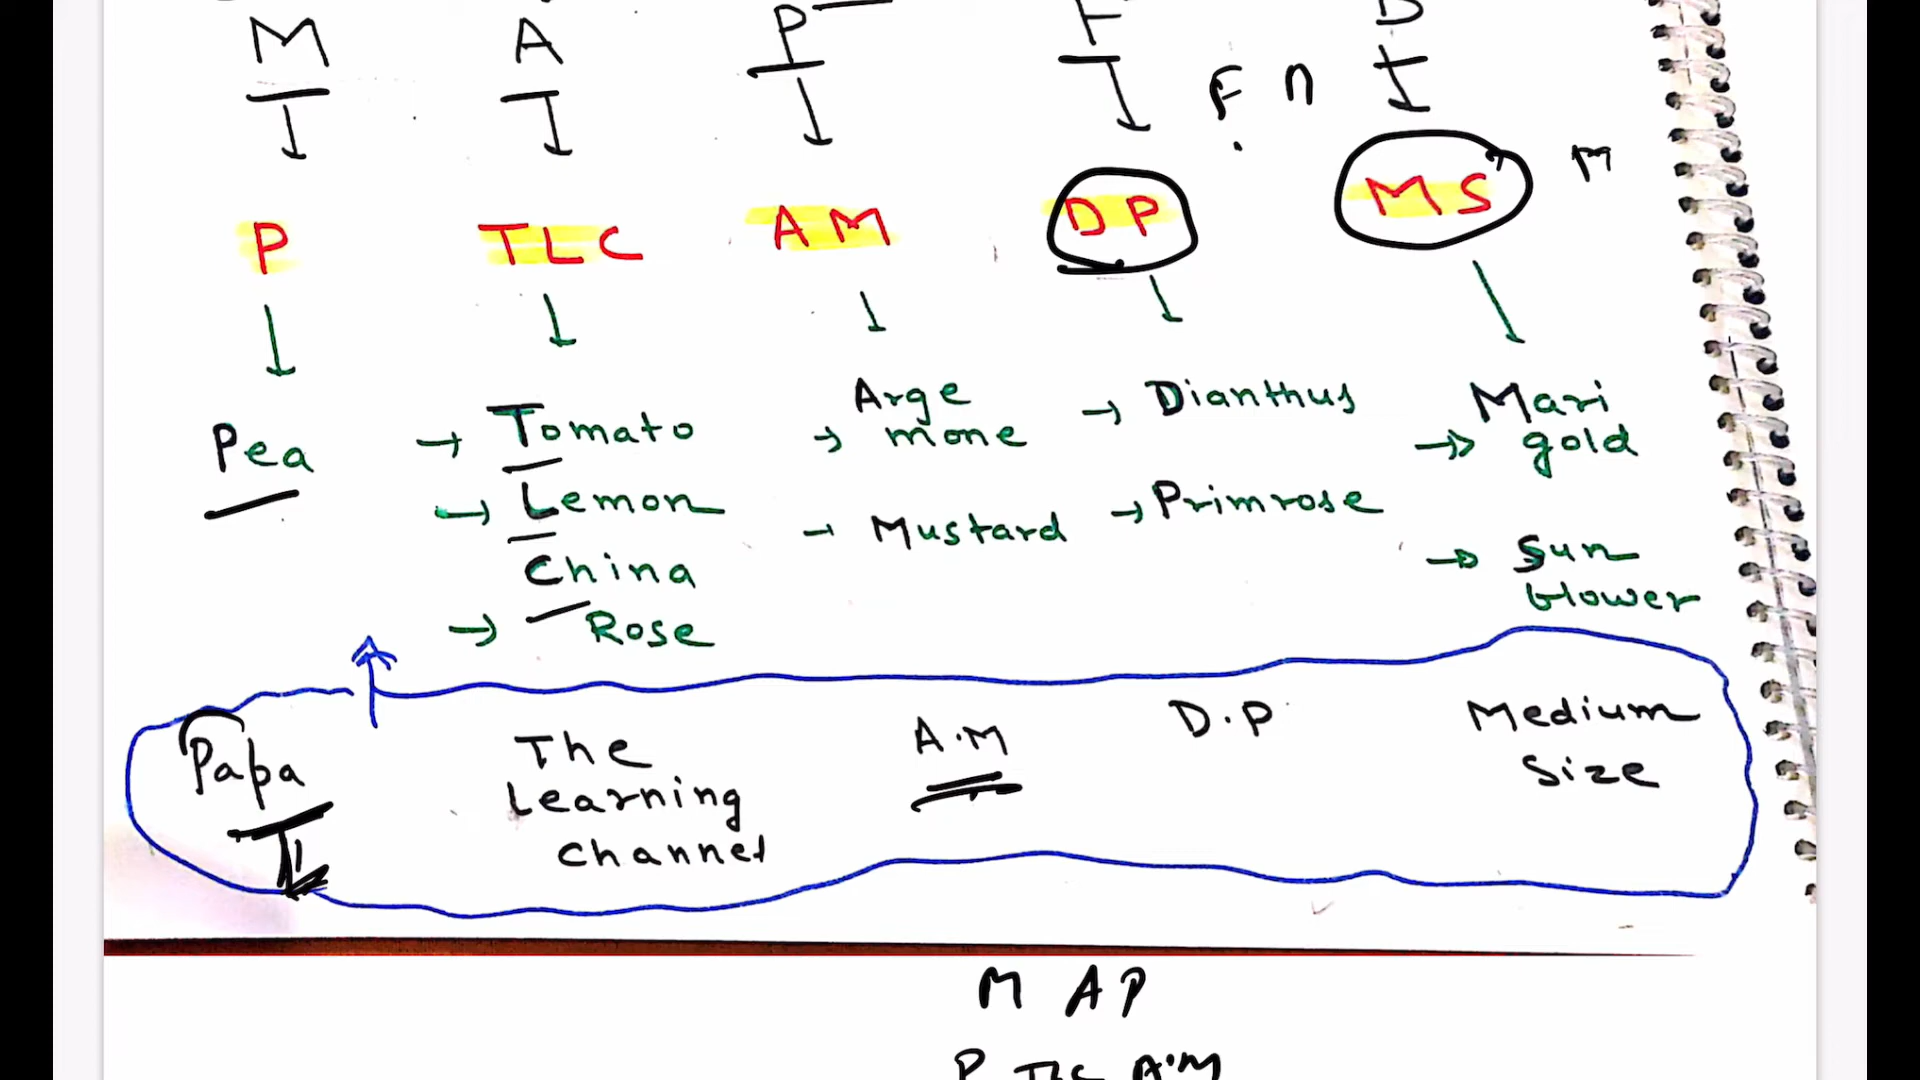 M A P F B
F n
P TLC AM DP MS M
Pea → Tomato → Arge mone → Dianthus →> Mari gold
→ Lemon - Mustard → Primrose → Sun flower
→ China Rose
Papa The Learning Channel A.M D.P Medium Size
M A P
P TLC A.M